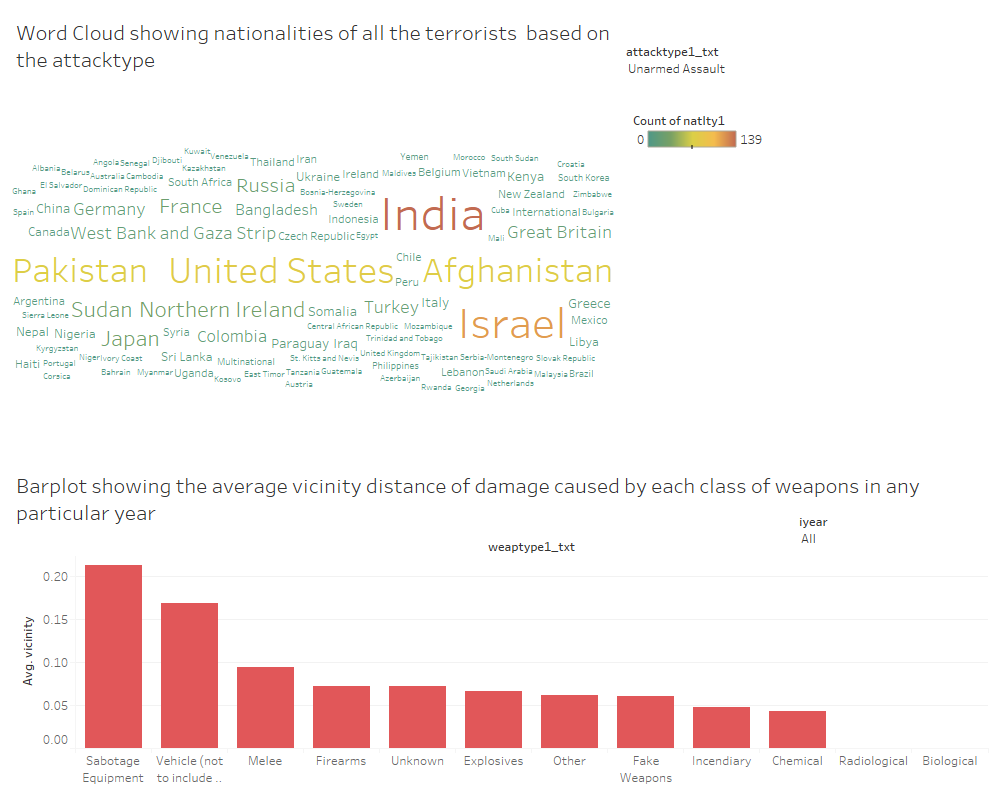 Word Cloud showing nationalities of all the terrorists based on
the attacktype
attacktype1_txt
Unarmed Assault
Count of natlty1
0 139
Kuwait Venezuela
Angola Senegal Djibouti Thailand Iran Yemen Morocco South Sudan
Albania Belarus Kazakhstan Croatia
Australia Cambodia Ukraine Ireland Maldives Belgium Vietnam Kenya South Korea
El Salvador Dominican Republic South Africa Russia
Ghana Bosnia-Herzegovina New Zealand Zimbabwe
Spain China Germany France Bangladesh Sweden India Cuba International Bulgaria
Indonesia
Canada West Bank and Gaza Strip Czech Republic Egypt Mali Great Britain
Chile
Pakistan United States Afghanistan
Peru
Argentina Sudan Northern Ireland Somalia Turkey Italy Greece
Sierra Leone Israel Mexico
Central African Republic Mozambique
Nepal Nigeria Japan Syria Colombia Trinidad and Tobago Libya
Kyrgyzstan Paraguay Iraq
Niger Ivory Coast Sri Lanka Multinational St. Kitts and Nevis United Kingdom Tajikistan Serbia-Montenegro Slovak Republic
Haiti Portugal Philippines
Corsica Bahrain Myanmar Uganda Kosovo East Timor Tanzania Guatemala Azerbaijan Lebanon Saudi Arabia Malaysia Brazil
Austria Rwanda Georgia Netherlands
Barplot showing the average vicinity distance of damage caused by each class of weapons in any
particular year
iyear
All
weaptype1_txt
Avg. vicinity
0.20
0.15
0.10
0.05
0.00
Sabotage Vehicle (not Melee Firearms Unknown Explosives Other Fake Incendiary Chemical Radiological Biological
Equipment to include .. Weapons